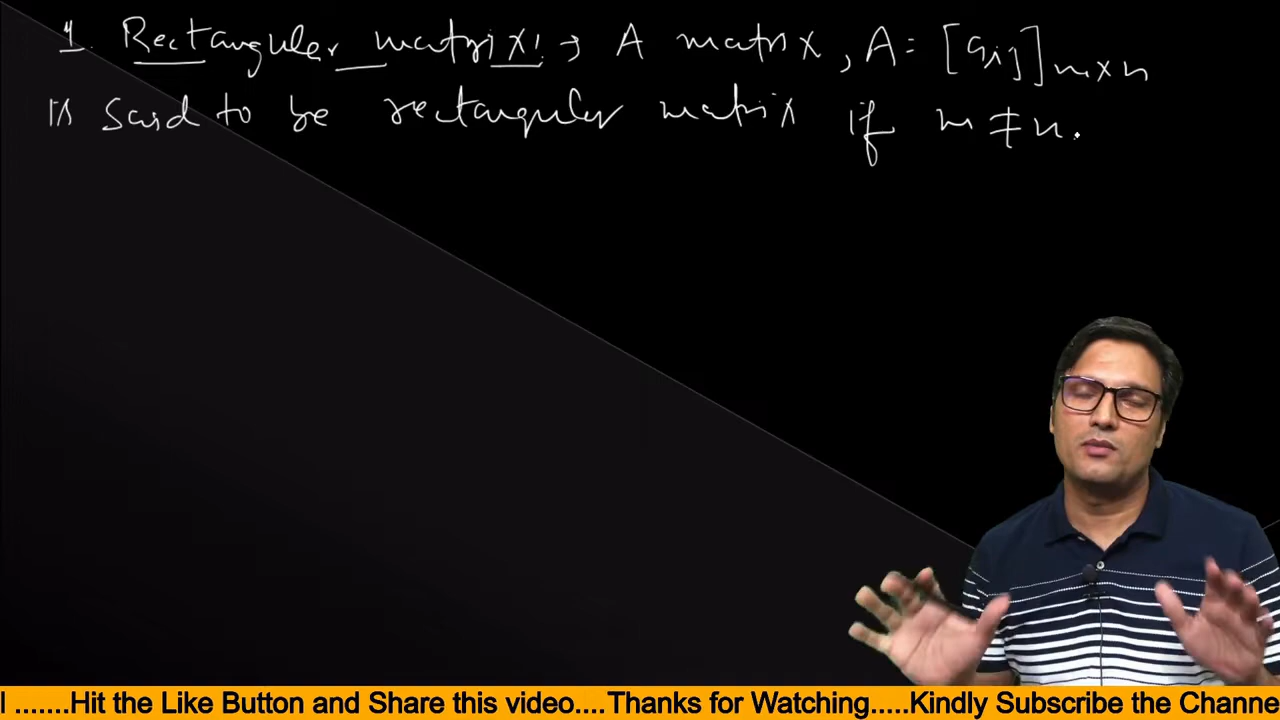 1. Rectangular matrix :→ A matrix, A = [aij]m×n
is said to be rectangular matrix if m ≠ n.
l .......Hit the Like Button and Share this video....Thanks for Watching.....Kindly Subscribe the Channe